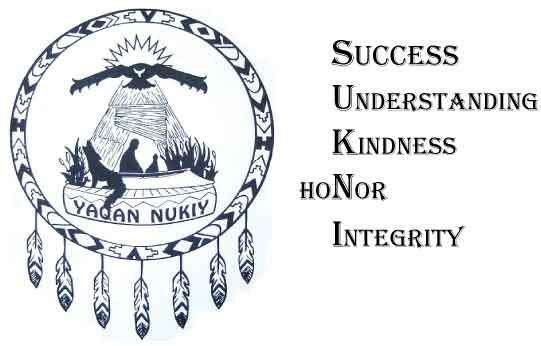 YAQAN NUKIY
SUCCESS
UNDERSTANDING
KINDNESS
HONOR
INTEGRITY